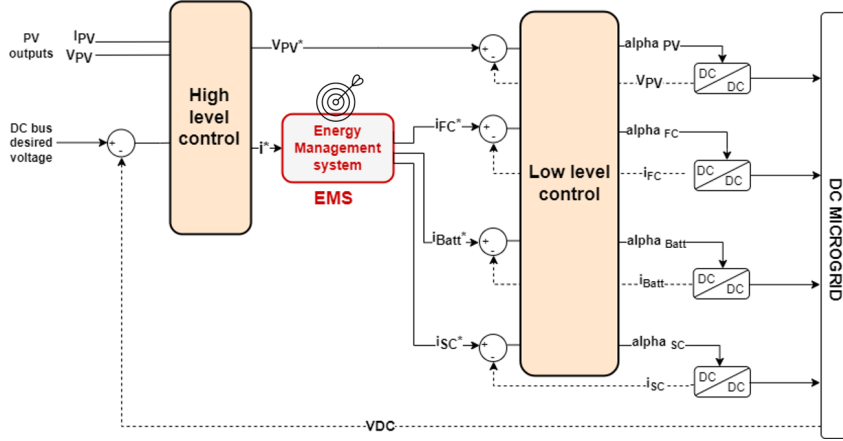 PV
outputs
IPV
VPV
DC bus
desired
voltage
+
-
High
level
control
VPV*
i*
Energy
Management
system
EMS
iFC*
iBatt*
iSC*
+
-
+
-
+
-
+
-
Low level
control
alpha PV
VPV
DC
DC
alpha FC
iFC
DC
DC
alpha Batt
iBatt
DC
DC
alpha SC
iSC
DC
DC
DC MICROGRID
VDC